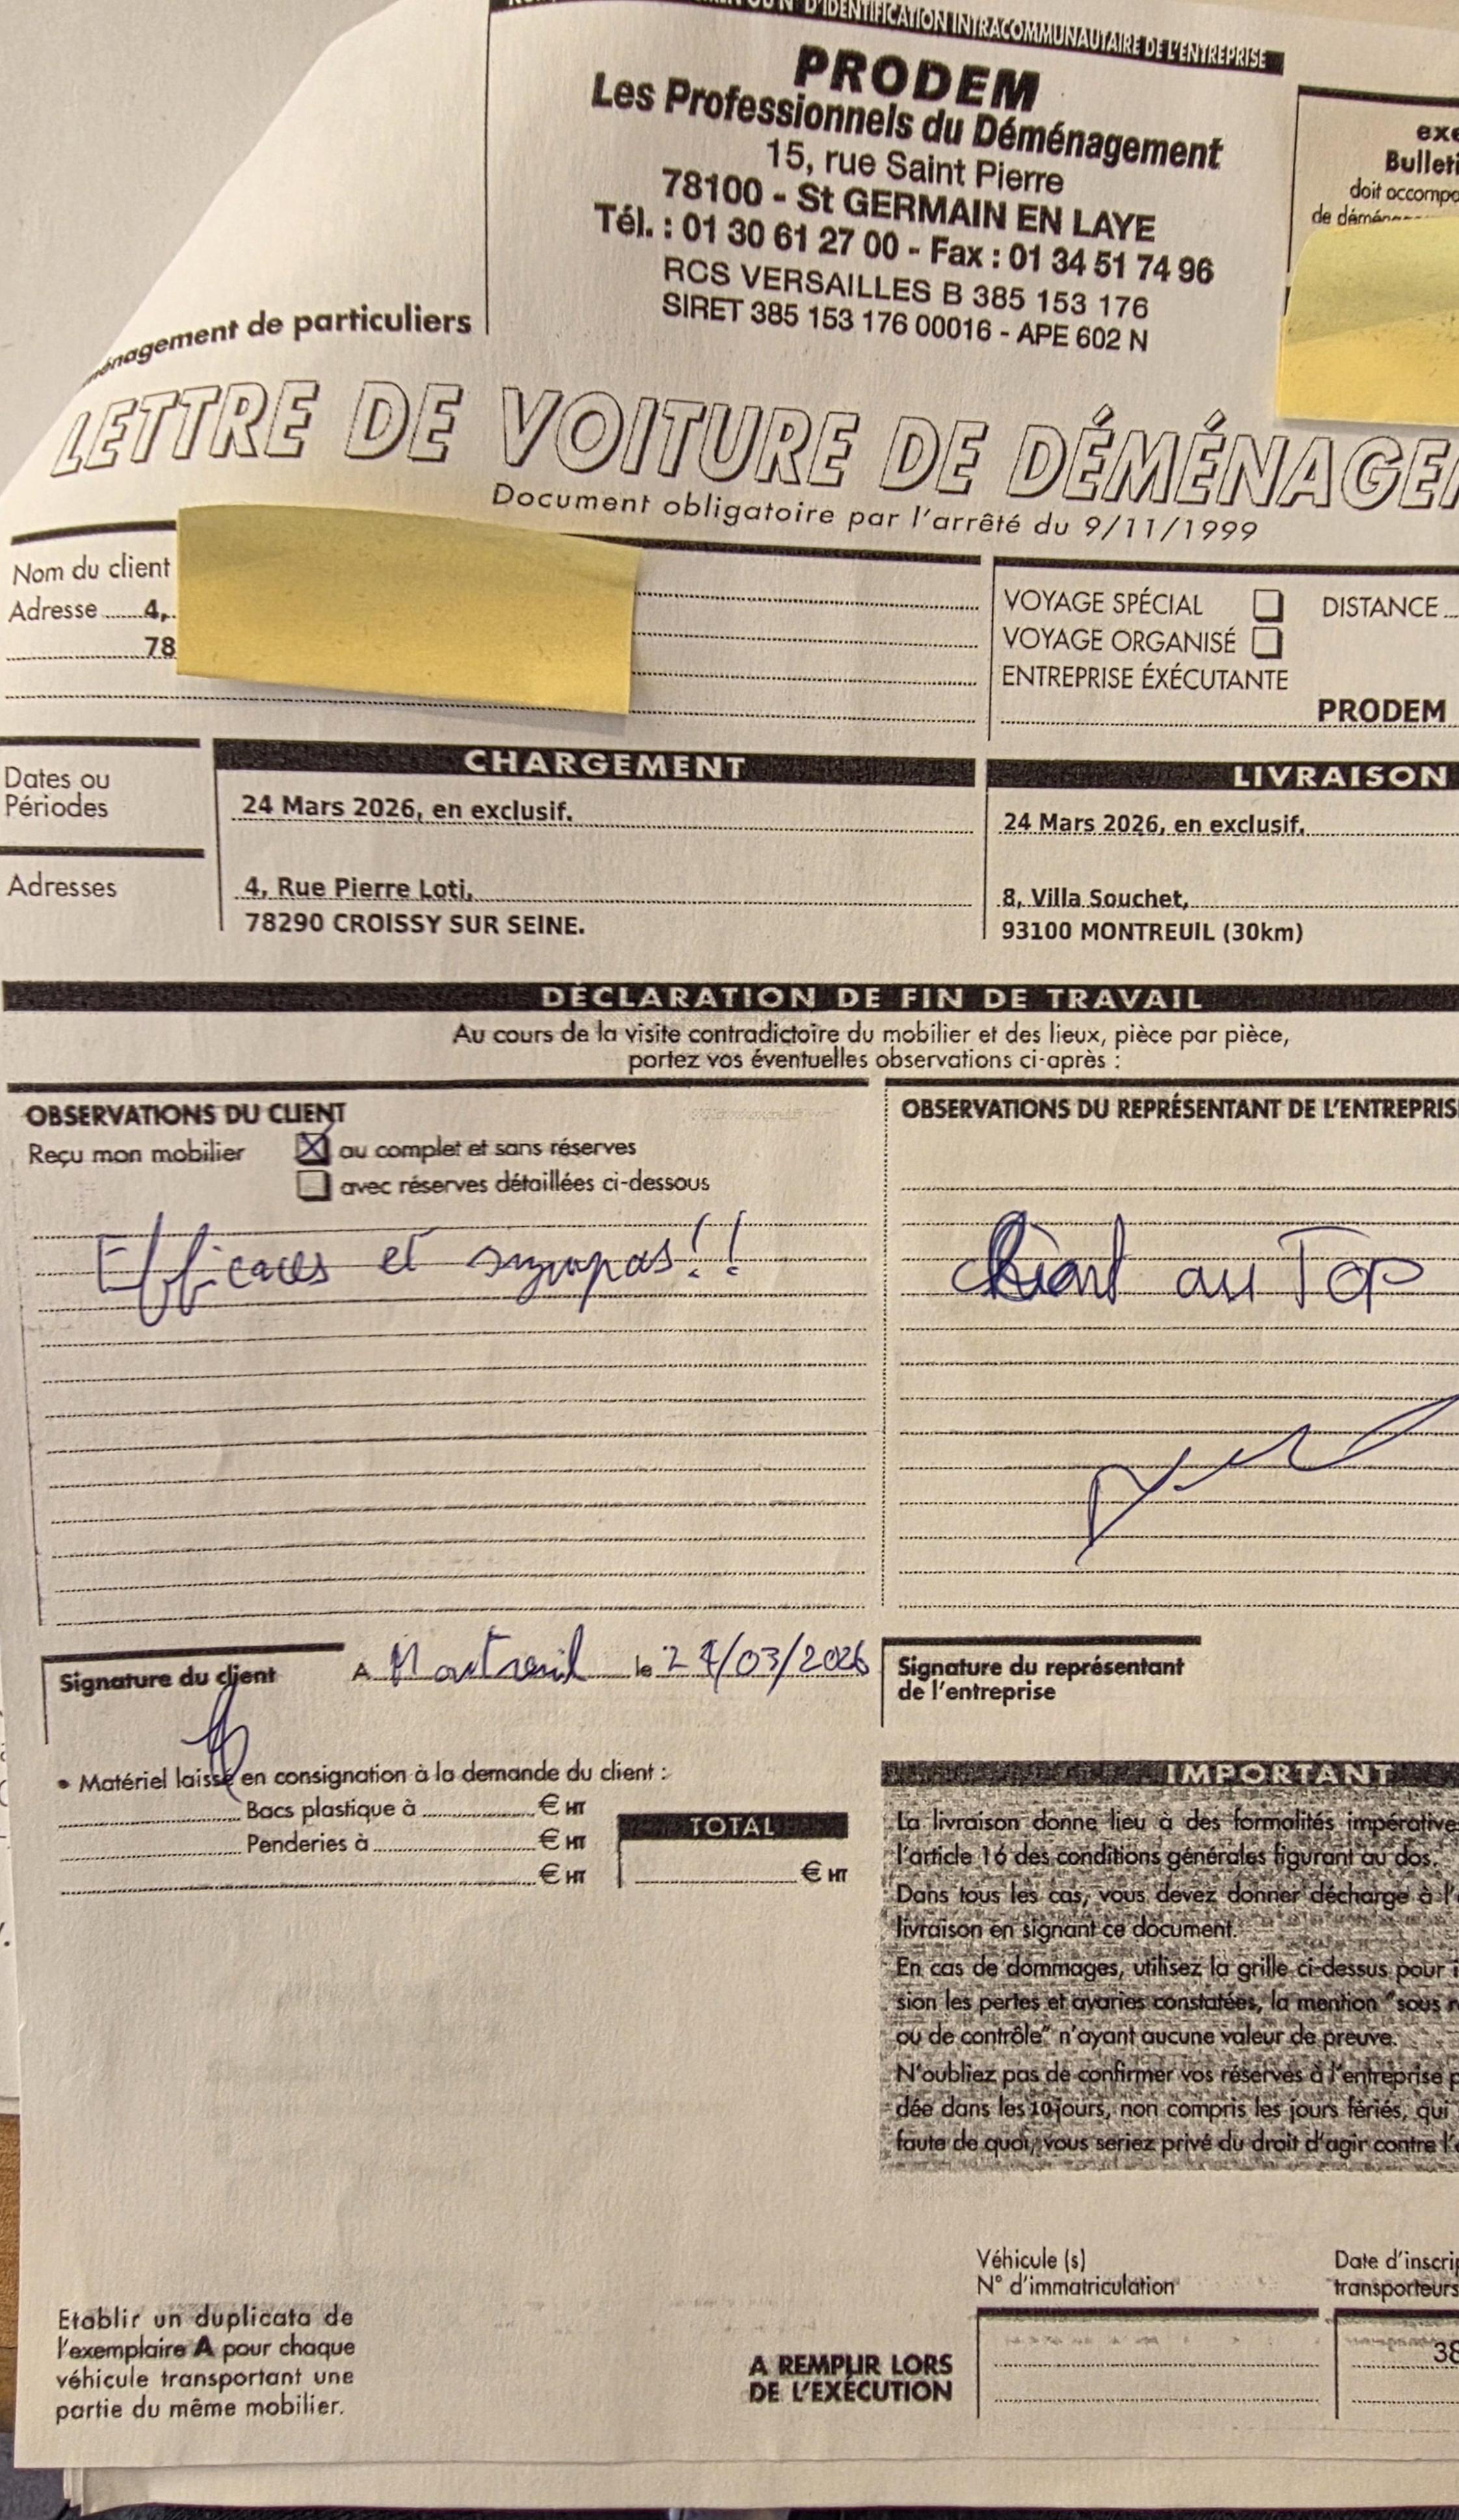 D'IDENTIFICATION INTRACOMMUNAUTAIRE DE L'ENTREPRISE
PRODEM
Les Professionnels du Déménagement
15, rue Saint Pierre
78100 - St GERMAIN EN LAYE
Tél. : 01 30 61 27 00 - Fax : 01 34 51 74 96
RCS VERSAILLES B 385 153 176
SIRET 385 153 176 00016 - APE 602 N
exe
Bulleti
doit accompa
de démén
énagement de particuliers
LETTRE DE VOITURE DE DÉMÉNAGE
Document obligatoire par l'arrêté du 9/11/1999
Nom du client
Adresse 4,
78
VOYAGE SPÉCIAL DISTANCE
VOYAGE ORGANISÉ
ENTREPRISE ÉXÉCUTANTE
PRODEM
Dates ou
Périodes
CHARGEMENT
24 Mars 2026, en exclusif.
LIVRAISON
24 Mars 2026, en exclusif.
Adresses
4, Rue Pierre Loti,
78290 CROISSY SUR SEINE.
8, Villa Souchet,
93100 MONTREUIL (30km)
DÉCLARATION DE FIN DE TRAVAIL
Au cours de la visite contradictoire du mobilier et des lieux, pièce par pièce,
portez vos éventuelles observations ci-après :
OBSERVATIONS DU CLIENT
Reçu mon mobilier au complet et sans réserves
avec réserves détaillées ci-dessous
Efficaces et sympas!!
OBSERVATIONS DU REPRÉSENTANT DE L'ENTREPRIS
Client au Top
Signature du client
A Montreuil le 24/03/2026
Signature du représentant
de l'entreprise
• Matériel laissé en consignation à la demande du client :
Bacs plastique à € HT
Penderies à € HT
€ HT
TOTAL
€ HT
IMPORTANT
La livraison donne lieu à des formalités impérative
l'article 16 des conditions générales figurant au dos.
Dans tous les cas, vous devez donner décharge à l'
livraison en signant ce document.
En cas de dommages, utilisez la grille ci-dessus pour i
sion les pertes et avaries constatées, la mention "sous r
ou de contrôle" n'ayant aucune valeur de preuve.
N'oubliez pas de confirmer vos réserves à l'entreprise p
dée dans les 10 jours, non compris les jours fériés, qui
faute de quoi, vous seriez privé du droit d'agir contre l'
Véhicule (s)
N° d'immatriculation
Date d'inscrip
transporteurs
38
Etablir un duplicata de
l'exemplaire A pour chaque
véhicule transportant une
partie du même mobilier.
A REMPLIR LORS
DE L'EXÉCUTION